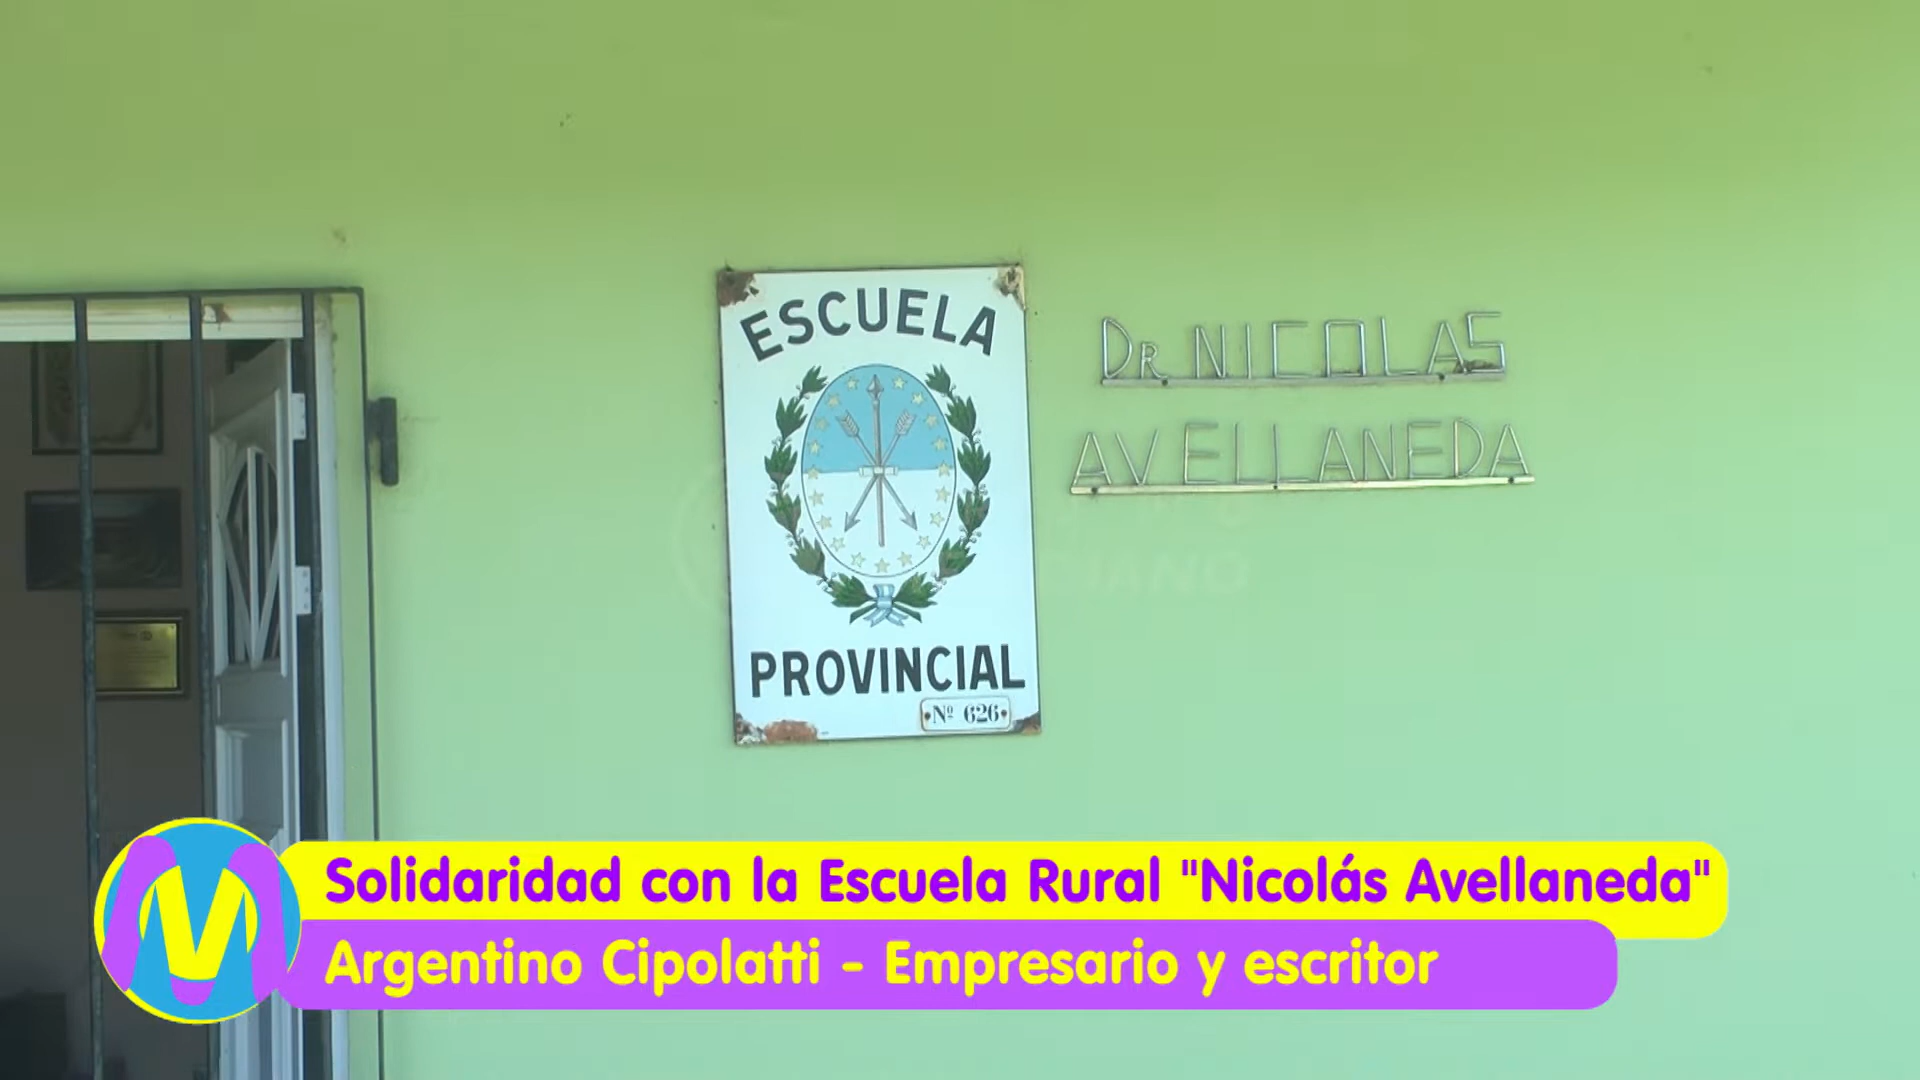 ESCUELA
PROVINCIAL
Nº 626
DR NICOLAS
AVELLANEDA
Solidaridad con la Escuela Rural "Nicolás Avellaneda"
Argentino Cipolatti - Empresario y escritor